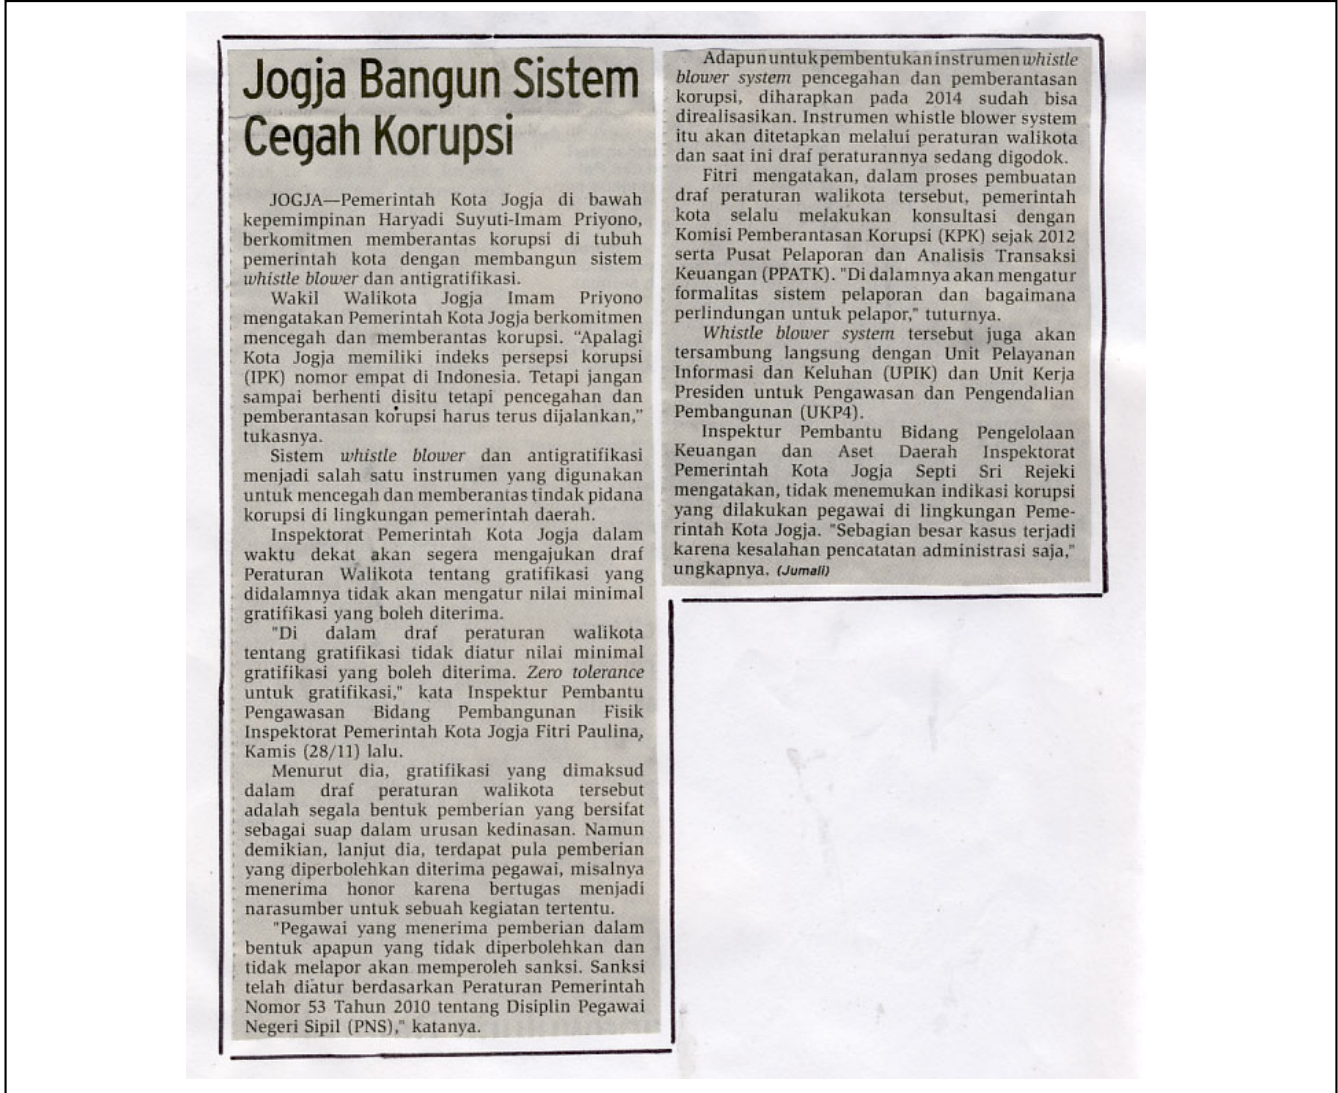 Jogja Bangun Sistem
Cegah Korupsi
JOGJA—Pemerintah Kota Jogja di bawah
kepemimpinan Haryadi Suyuti-Imam Priyono,
berkomitmen memberantas korupsi di tubuh
pemerintah kota dengan membangun sistem
whistle blower dan antigratifikasi.
Wakil Walikota Jogja Imam Priyono
mengatakan Pemerintah Kota Jogja berkomitmen
mencegah dan memberantas korupsi. “Apalagi
Kota Jogja memiliki indeks persepsi korupsi
(IPK) nomor empat di Indonesia. Tetapi jangan
sampai berhenti disitu tetapi pencegahan dan
pemberantasan korupsi harus terus dijalankan,”
tukasnya.
Sistem whistle blower dan antigratifikasi
menjadi salah satu instrumen yang digunakan
untuk mencegah dan memberantas tindak pidana
korupsi di lingkungan pemerintah daerah.
Inspektorat Pemerintah Kota Jogja dalam
waktu dekat akan segera mengajukan draf
Peraturan Walikota tentang gratifikasi yang
didalamnya tidak akan mengatur nilai minimal
gratifikasi yang boleh diterima.
"Di dalam draf peraturan walikota
tentang gratifikasi tidak diatur nilai minimal
gratifikasi yang boleh diterima. Zero tolerance
untuk gratifikasi," kata Inspektur Pembantu
Pengawasan Bidang Pembangunan Fisik
Inspektorat Pemerintah Kota Jogja Fitri Paulina,
Kamis (28/11) lalu.
Menurut dia, gratifikasi yang dimaksud
dalam draf peraturan walikota tersebut
adalah segala bentuk pemberian yang bersifat
sebagai suap dalam urusan kedinasan. Namun
demikian, lanjut dia, terdapat pula pemberian
yang diperbolehkan diterima pegawai, misalnya
menerima honor karena bertugas menjadi
narasumber untuk sebuah kegiatan tertentu.
"Pegawai yang menerima pemberian dalam
bentuk apapun yang tidak diperbolehkan dan
tidak melapor akan memperoleh sanksi. Sanksi
telah diatur berdasarkan Peraturan Pemerintah
Nomor 53 Tahun 2010 tentang Disiplin Pegawai
Negeri Sipil (PNS)," katanya.
Adapun untuk pembentukan instrumen whistle
blower system pencegahan dan pemberantasan
korupsi, diharapkan pada 2014 sudah bisa
direalisasikan. Instrumen whistle blower system
itu akan ditetapkan melalui peraturan walikota
dan saat ini draf peraturannya sedang digodok.
Fitri mengatakan, dalam proses pembuatan
draf peraturan walikota tersebut, pemerintah
kota selalu melakukan konsultasi dengan
Komisi Pemberantasan Korupsi (KPK) sejak 2012
serta Pusat Pelaporan dan Analisis Transaksi
Keuangan (PPATK). "Di dalamnya akan mengatur
formalitas sistem pelaporan dan bagaimana
perlindungan untuk pelapor," tuturnya.
Whistle blower system tersebut juga akan
tersambung langsung dengan Unit Pelayanan
Informasi dan Keluhan (UPIK) dan Unit Kerja
Presiden untuk Pengawasan dan Pengendalian
Pembangunan (UKP4).
Inspektur Pembantu Bidang Pengelolaan
Keuangan dan Aset Daerah Inspektorat
Pemerintah Kota Jogja Septi Sri Rejeki
mengatakan, tidak menemukan indikasi korupsi
yang dilakukan pegawai di lingkungan Peme-
rintah Kota Jogja. "Sebagian besar kasus terjadi
karena kesalahan pencatatan administrasi saja,"
ungkapnya. (Jumali)